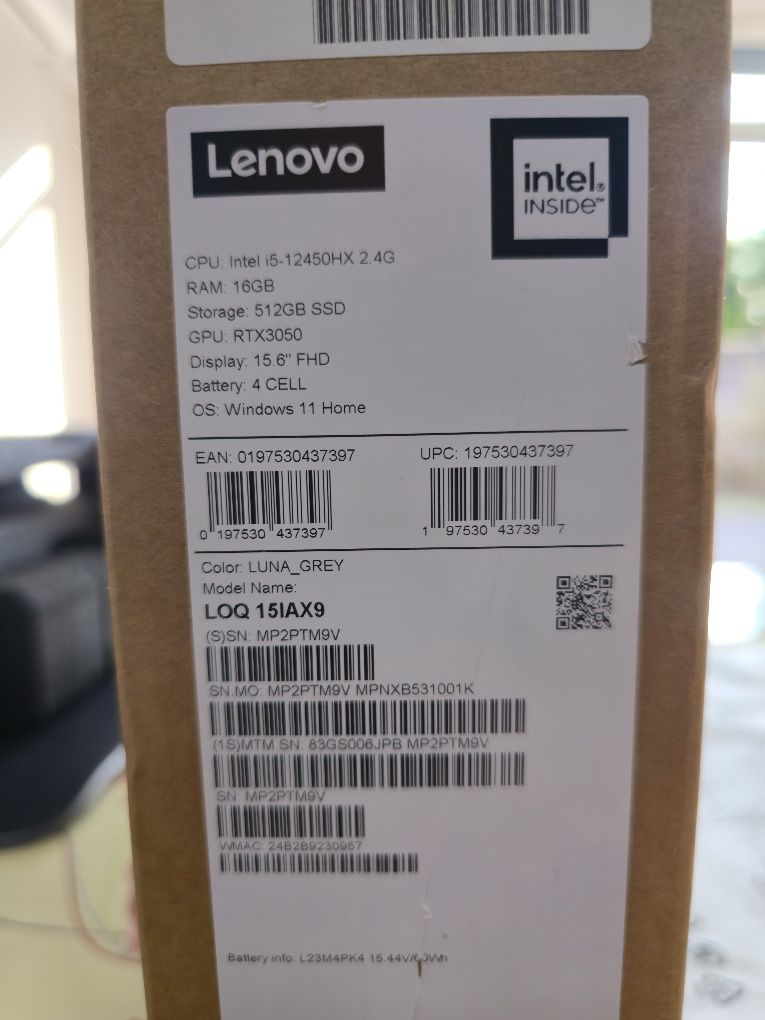 Lenovo
intel®
INSIDE™
CPU: Intel i5-12450HX 2.4G
RAM: 16GB
Storage: 512GB SSD
GPU: RTX3050
Display: 15.6" FHD
Battery: 4 CELL
OS: Windows 11 Home
EAN: 0197530437397 UPC: 197530437397
0 197530 437397 1 97530 43739 7
Color: LUNA_GREY
Model Name:
LOQ 15IAX9
(S)SN: MP2PTM9V
SN.MO: MP2PTM9V MPNXB531001K
(1S)MTM.SN: 83GS006JPB MP2PTM9V
SN: MP2PTM9V
WMAC: 24B2B9230957
Battery info: L23M4PK4 15.44V/60Wh